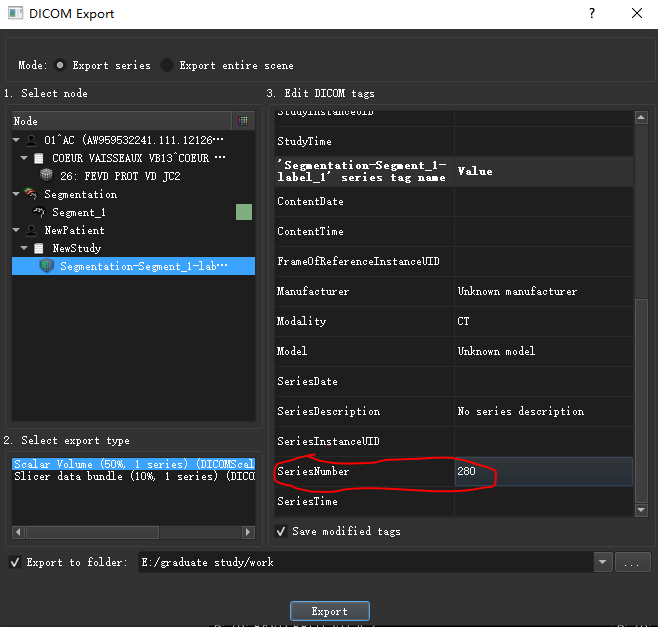 DICOM Export
?
Mode: Export series Export entire scene
1. Select node
Node
01^AC (AW959532241.111.12126...
COEUR VAISSEAUX VB13^COEUR ...
26: FEVD PROT VD JC2
Segmentation
Segment_1
NewPatient
NewStudy
Segmentation-Segment_1-lab...
2. Select export type
Scalar Volume (50%, 1 series) (DICOMScal
Slicer data bundle (10%, 1 series) (DICO
3. Edit DICOM tags
StudyInstanceUID
StudyTime
'Segmentation-Segment_1-
label_1' series tag name Value
ContentDate
ContentTime
FrameOfReferenceInstanceUID
Manufacturer Unknown manufacturer
Modality CT
Model Unknown model
SeriesDate
SeriesDescription No series description
SeriesInstanceUID
SeriesNumber 280
SeriesTime
Save modified tags
Export to folder: E:/graduate study/work
...
Export